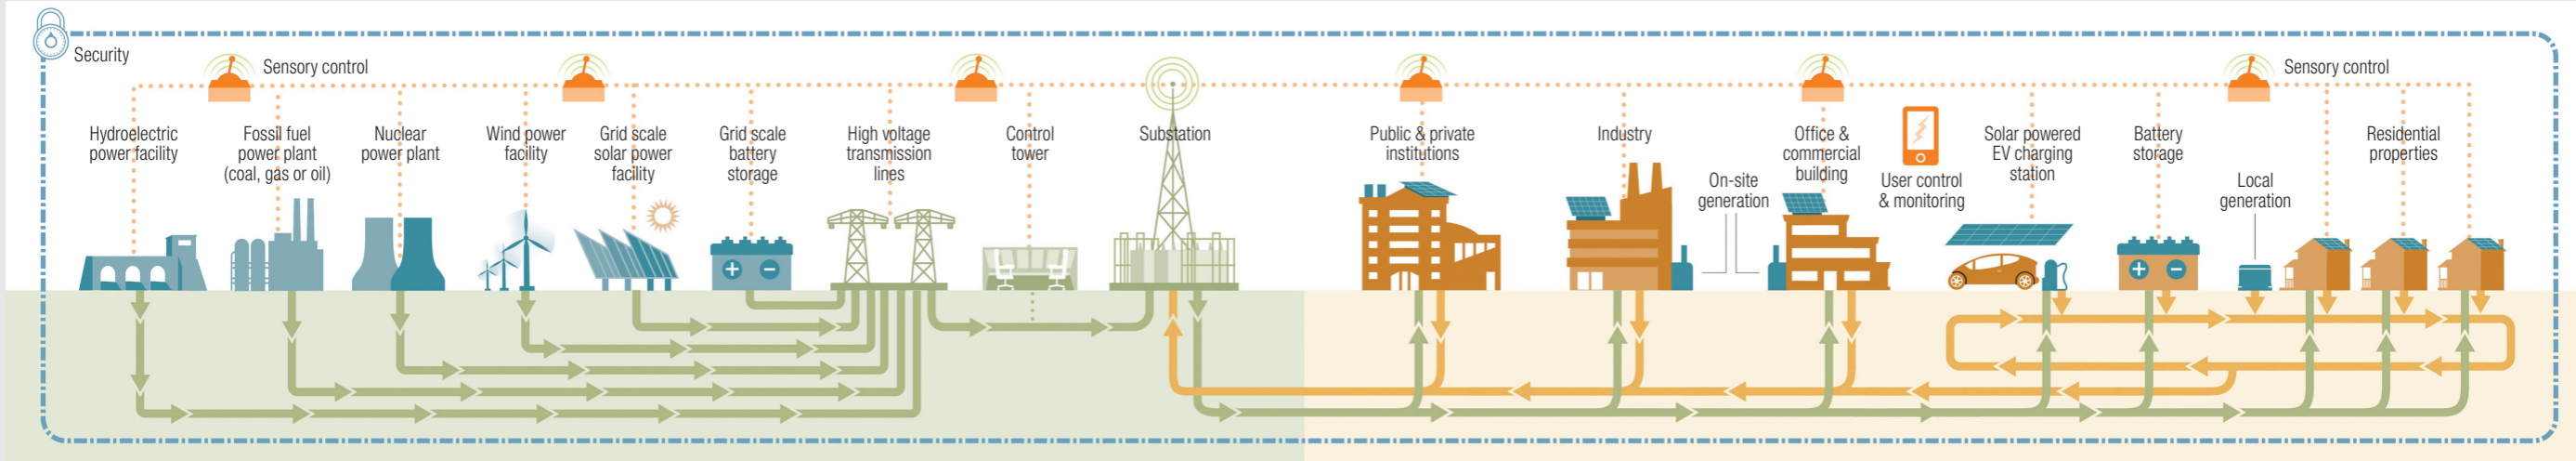 Security
Sensory control
Sensory control
Hydroelectric
power facility
Fossil fuel
power plant
(coal, gas or oil)
Nuclear
power plant
Wind power
facility
Grid scale
solar power
facility
Grid scale
battery
storage
High voltage
transmission
lines
Control
tower
Substation
Public & private
institutions
Industry
On-site
generation
Office &
commercial
building
User control
& monitoring
Solar powered
EV charging
station
Battery
storage
Local
generation
Residential
properties